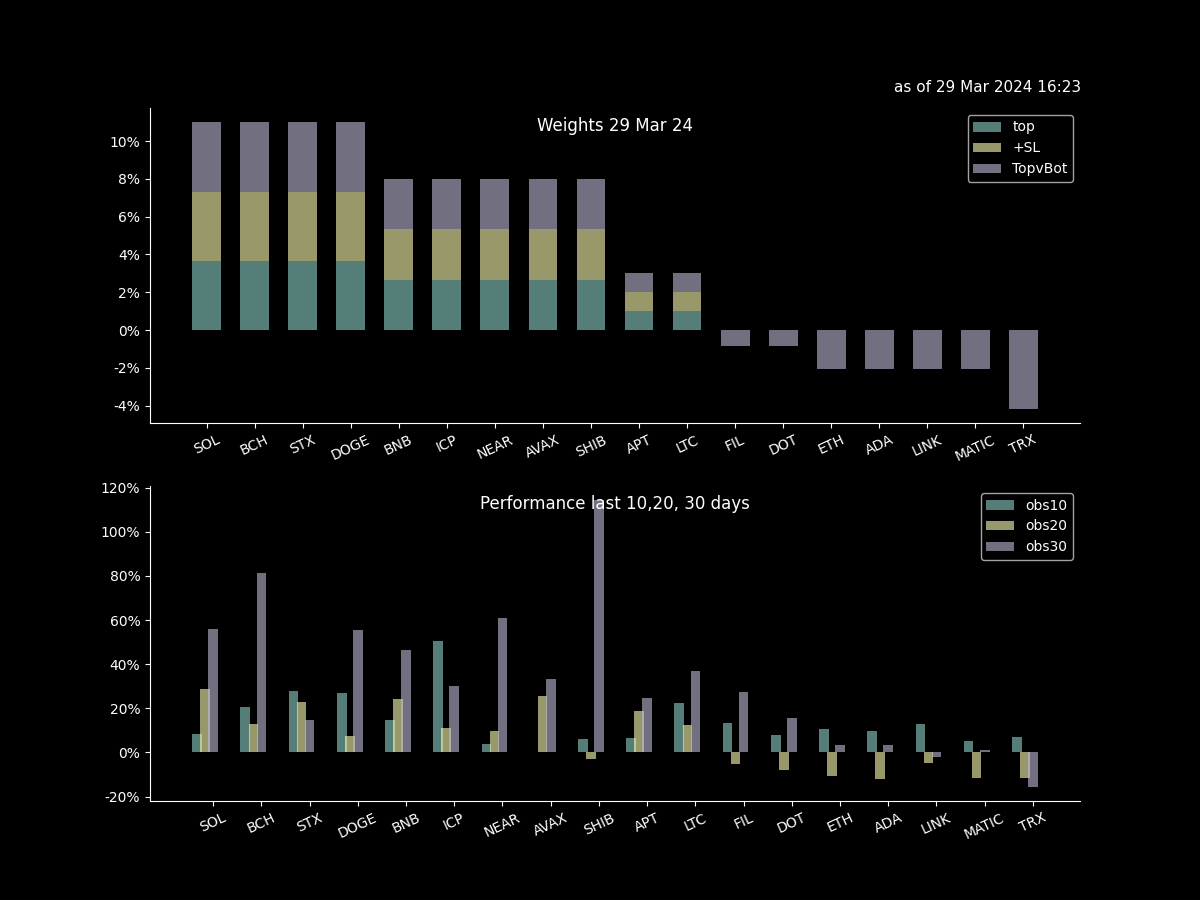 as of 29 Mar 2024 16:23
Weights 29 Mar 24
top
+SL
TopvBot
10%
8%
6%
4%
2%
0%
-2%
-4%
SOL BCH STX DOGE BNB ICP NEAR AVAX SHIB APT LTC FIL DOT ETH ADA LINK MATIC TRX
Performance last 10,20, 30 days
obs10
obs20
obs30
120%
100%
80%
60%
40%
20%
0%
-20%
SOL BCH STX DOGE BNB ICP NEAR AVAX SHIB APT LTC FIL DOT ETH ADA LINK MATIC TRX